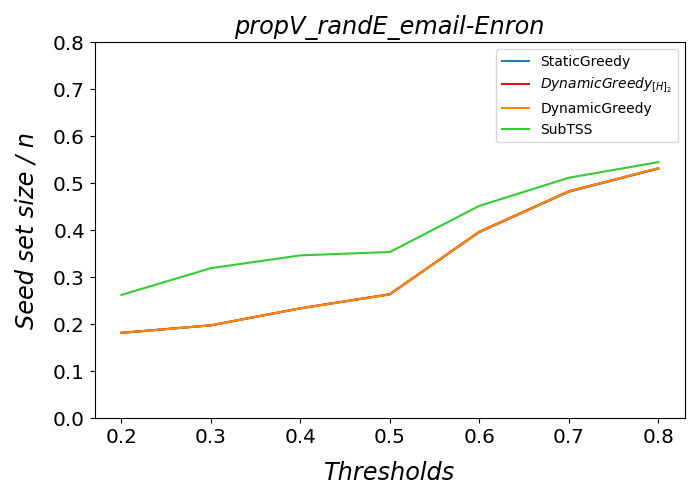 propV_randE_email-Enron
0.8
0.7
0.6
0.5
0.4
0.3
0.2
0.1
0.0
Seed set size / n
StaticGreedy
DynamicGreedy[H]₂
DynamicGreedy
SubTSS
0.2 0.3 0.4 0.5 0.6 0.7 0.8
Thresholds